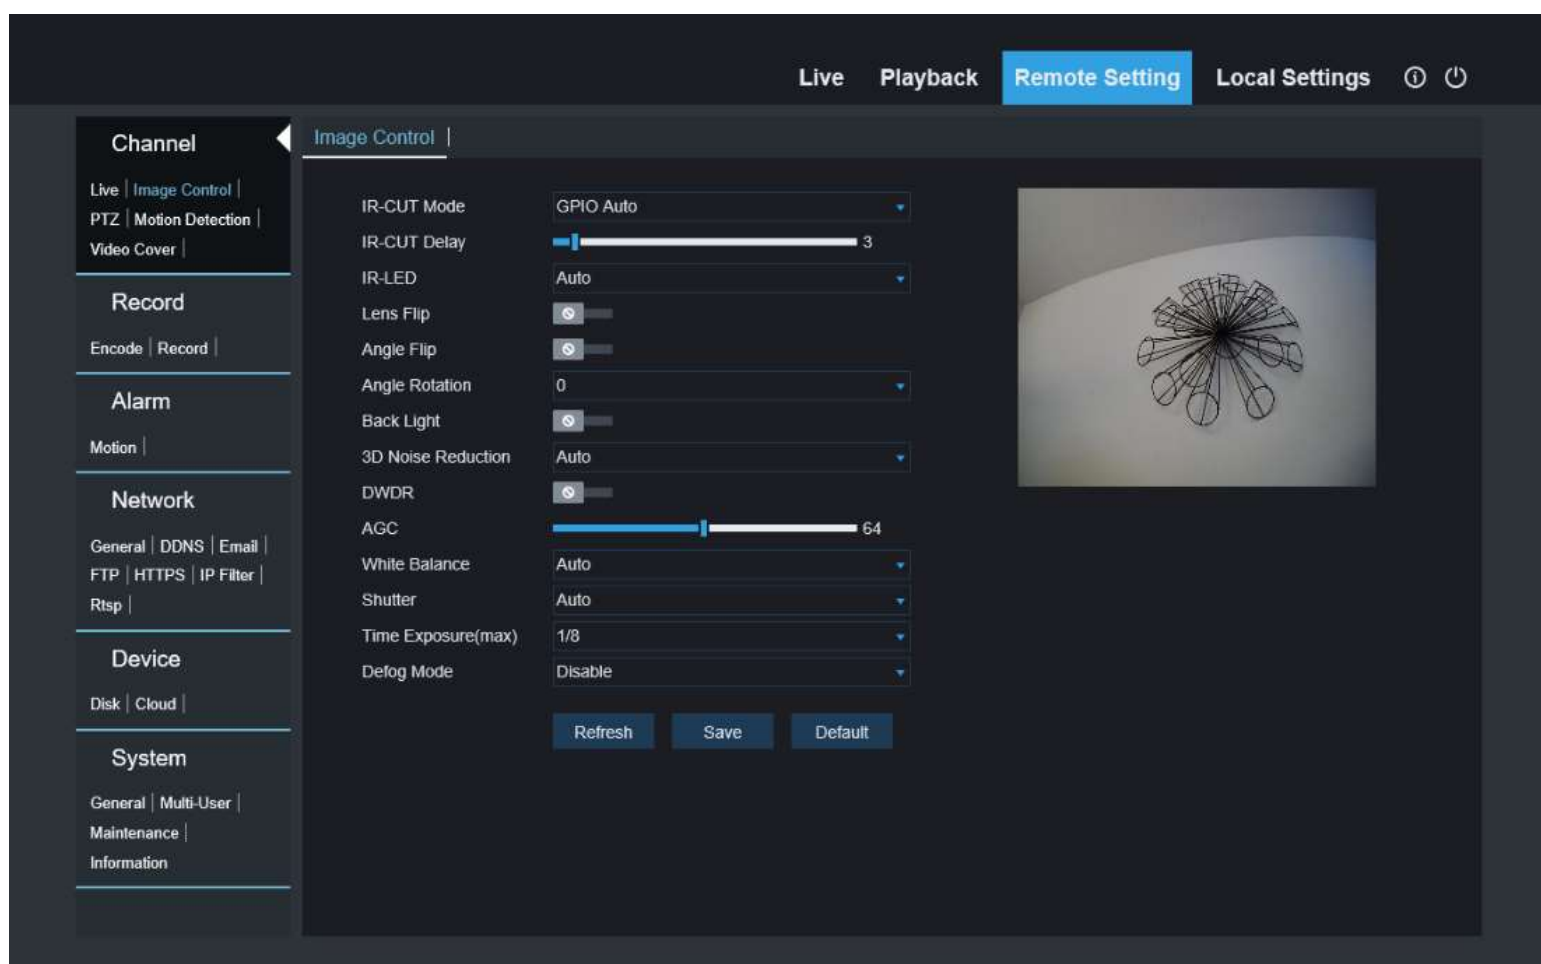 Live Playback Remote Setting Local Settings
Channel
Live | Image Control |
PTZ | Motion Detection |
Video Cover |
Record
Encode | Record |
Alarm
Motion |
Network
General | DDNS | Email |
FTP | HTTPS | IP Filter |
Rtsp |
Device
Disk | Cloud |
System
General | Multi-User |
Maintenance |
Information
Image Control |
IR-CUT Mode GPIO Auto
IR-CUT Delay 3
IR-LED Auto
Lens Flip
Angle Flip
Angle Rotation 0
Back Light
3D Noise Reduction Auto
DWDR
AGC 64
White Balance Auto
Shutter Auto
Time Exposure(max) 1/8
Defog Mode Disable
Refresh Save Default